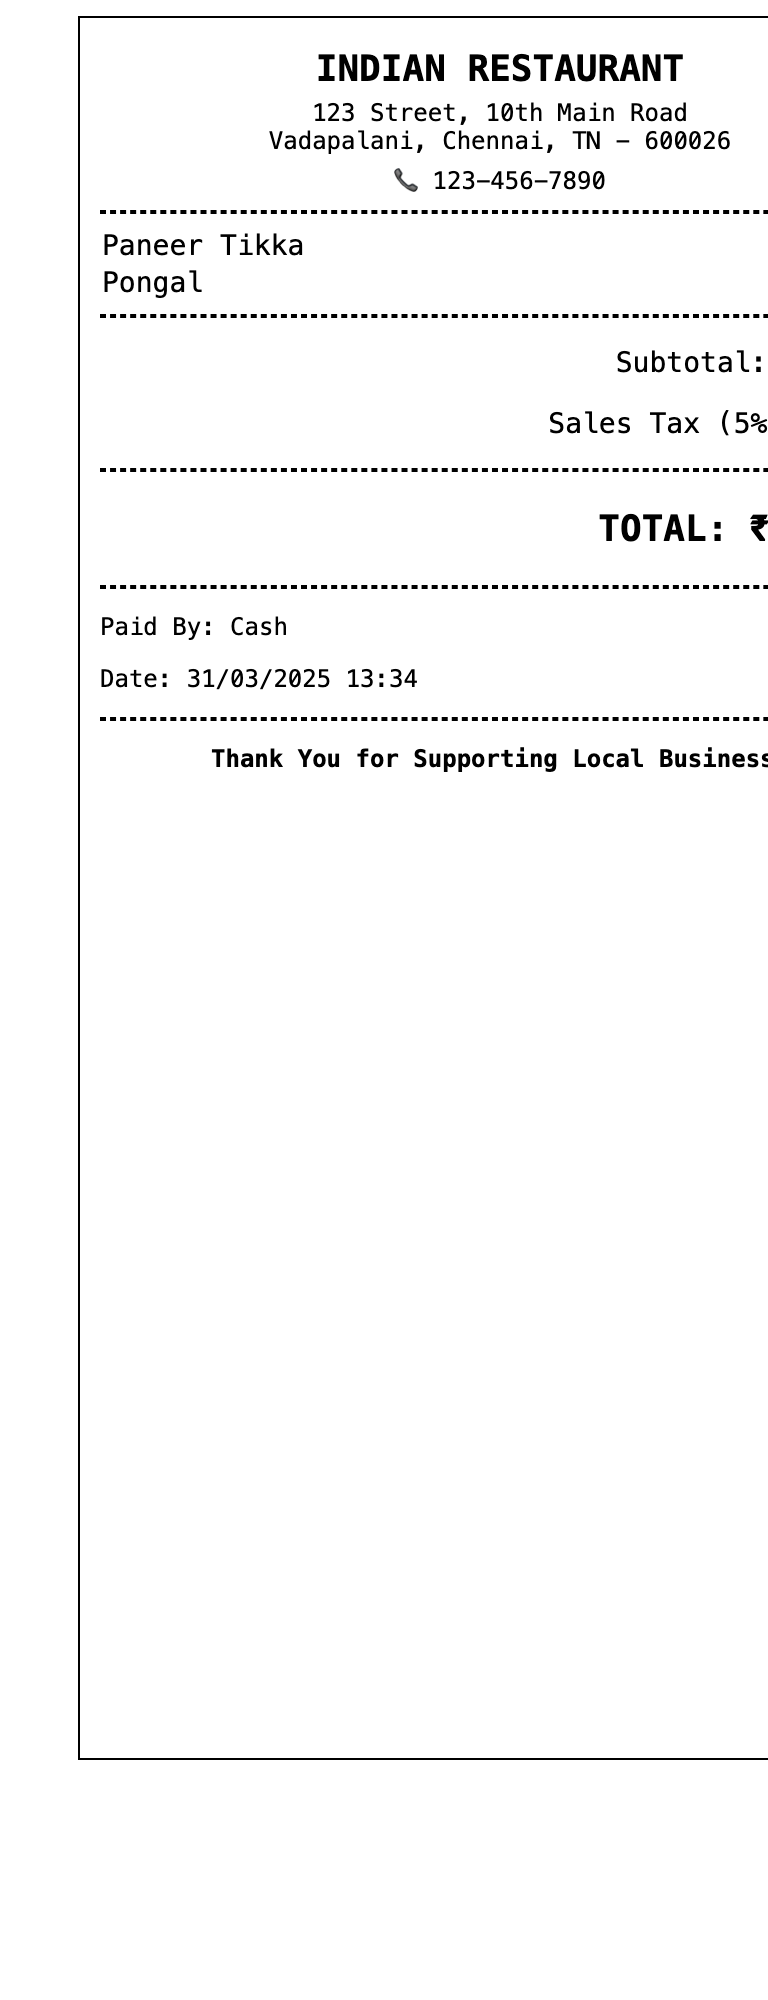 INDIAN RESTAURANT
123 Street, 10th Main Road
Vadapalani, Chennai, TN – 600026
📞 123–456–7890
Paneer Tikka
Pongal
Subtotal:
Sales Tax (5%
TOTAL: ₹
Paid By: Cash
Date: 31/03/2025 13:34
Thank You for Supporting Local Business